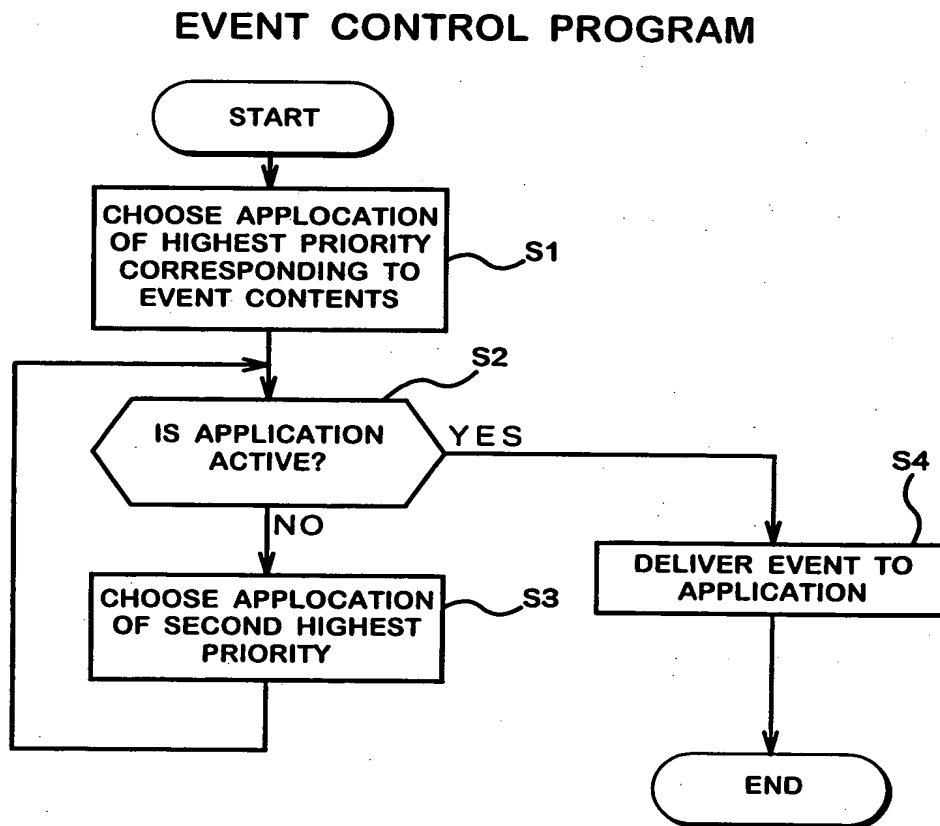 EVENT CONTROL PROGRAM
START
CHOOSE APPLOCATION
OF HIGHEST PRIORITY
CORRESPONDING TO
EVENT CONTENTS
S1
S2
IS APPLICATION
ACTIVE?
YES
NO
S4
DELIVER EVENT TO
APPLICATION
CHOOSE APPLOCATION
OF SECOND HIGHEST
PRIORITY
S3
END